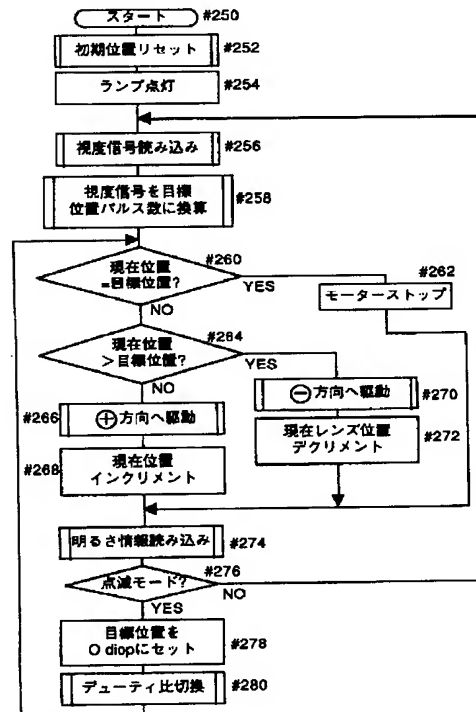 スタート #250
初期位置リセット #252
ランプ点灯 #254
視度信号読み込み #256
視度信号を目標
位置パルス数に換算 #258
現在位置
=目標位置? #260
YES
NO
#262
モーターストップ
現在位置
>目標位置? #264
YES
NO
#266 ⊕方向へ駆動
⊖方向へ駆動 #270
#268 現在位置
インクリメント
現在レンズ位置
デクリメント #272
明るさ情報読み込み #274
点滅モード? #276
NO
YES
目標位置を
O diopにセット #278
デューティ比切換 #280